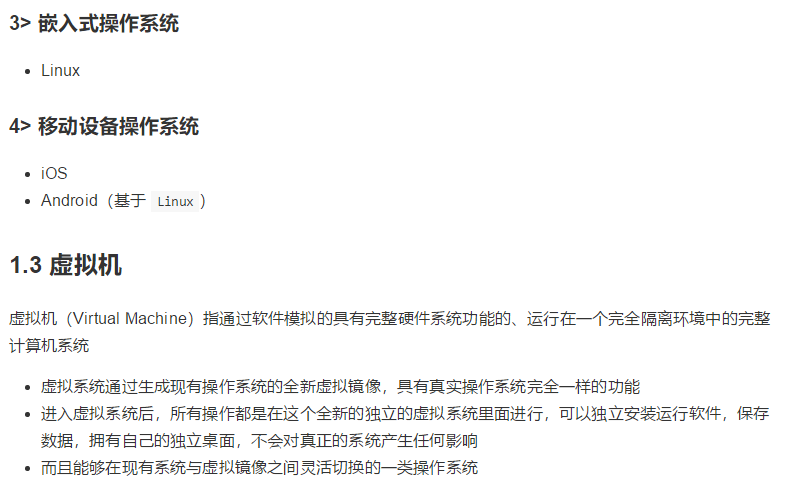 3> 嵌入式操作系统
Linux
4> 移动设备操作系统
iOS
Android（基于 Linux ）
1.3 虚拟机
虚拟机（Virtual Machine）指通过软件模拟的具有完整硬件系统功能的、运行在一个完全隔离环境中的完整
计算机系统
虚拟系统通过生成现有操作系统的全新虚拟镜像，具有真实操作系统完全一样的功能
进入虚拟系统后，所有操作都是在这个全新的独立的虚拟系统里面进行，可以独立安装运行软件，保存
数据，拥有自己的独立桌面，不会对真正的系统产生任何影响
而且能够在现有系统与虚拟镜像之间灵活切换的一类操作系统